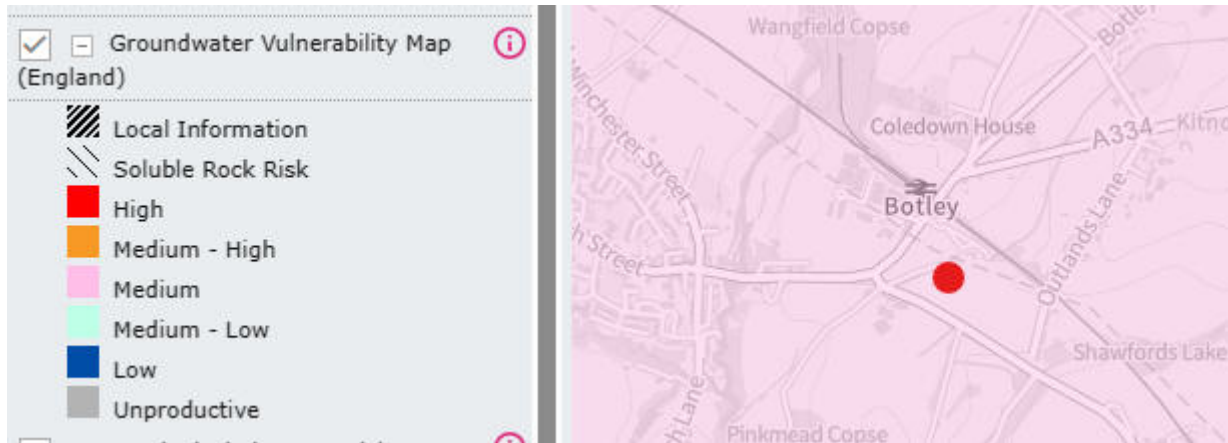 Groundwater Vulnerability Map
(England)
Local Information
Soluble Rock Risk
High
Medium - High
Medium
Medium - Low
Low
Unproductive
Wangfield Copse
Botley
Winchester Street
Coledown House
A334
Kitno
Botley
Outlands Lane
h Street
Shawfords Lake
h Lane
Pinkmead Copse